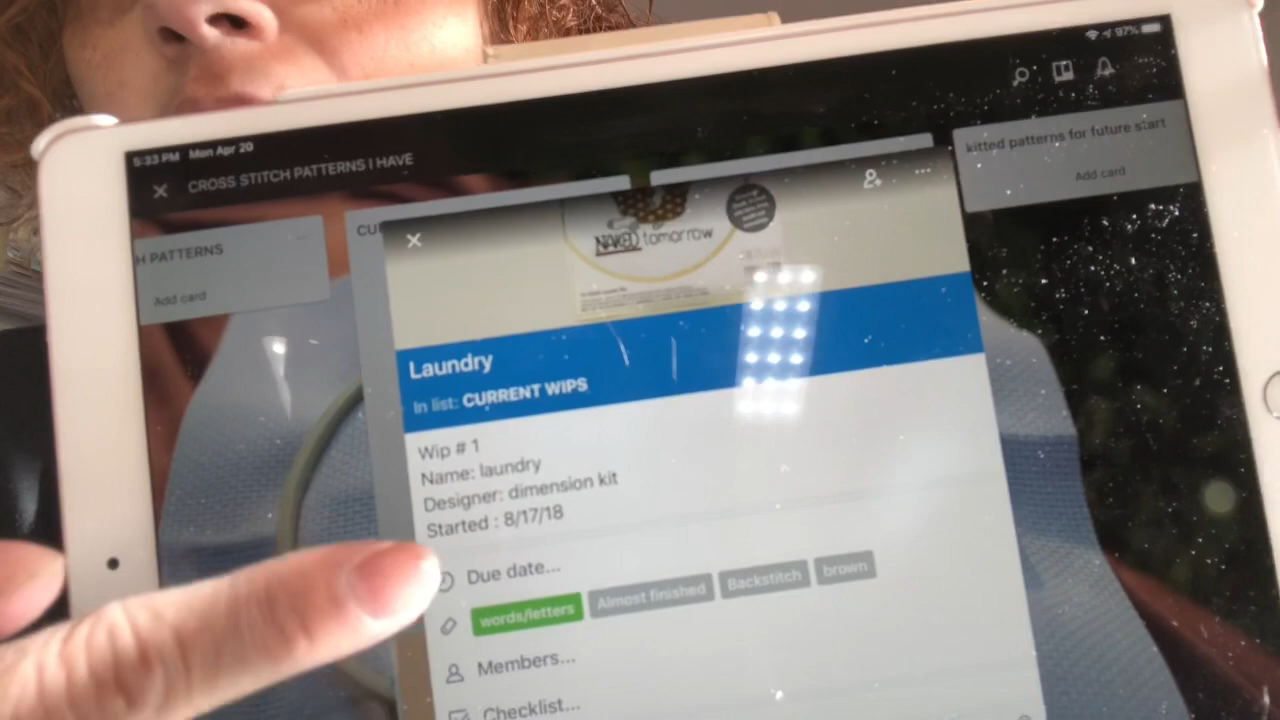 5:33 PM Mon Apr 20
97%
CROSS STITCH PATTERNS I HAVE
kitted patterns for future start
Add card
H PATTERNS
Add card
CU
NAKED tomorrow
Laundry
In list: CURRENT WIPS
Wip # 1
Name: laundry
Designer: dimension kit
Started : 8/17/18
Due date...
words/letters Almost finished Backstitch brown
Members...
Checklist...